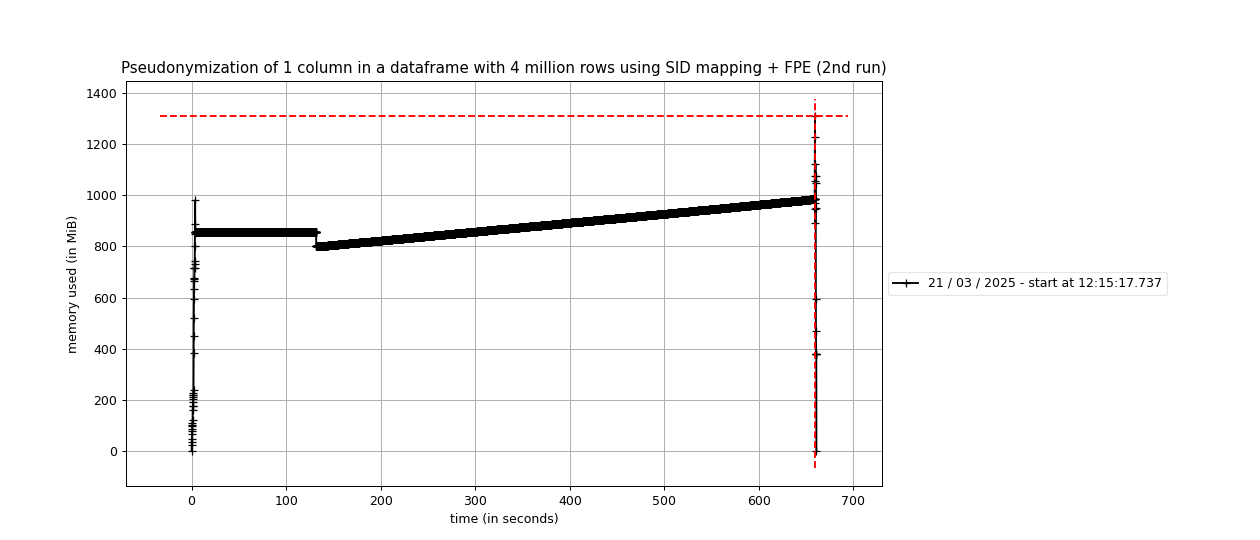 Pseudonymization of 1 column in a dataframe with 4 million rows using SID mapping + FPE (2nd run)
1400
1200
1000
800
600
400
200
0
memory used (in MiB)
21 / 03 / 2025 - start at 12:15:17.737
0 100 200 300 400 500 600 700
time (in seconds)